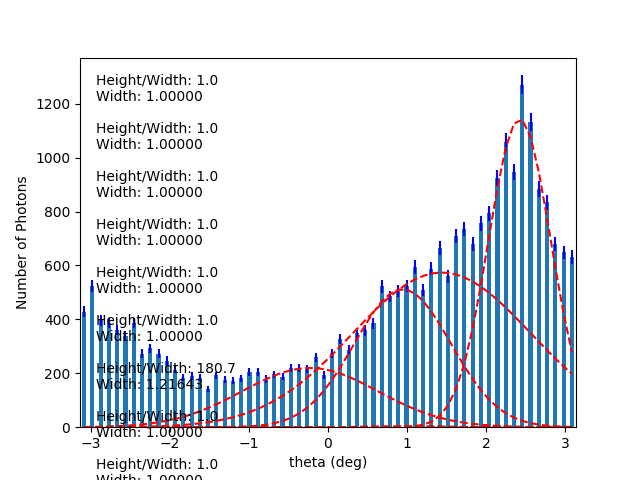 1200
1000
800
600
400
200
0
Number of Photons
Height/Width: 1.0
Width: 1.00000
Height/Width: 1.0
Width: 1.00000
Height/Width: 1.0
Width: 1.00000
Height/Width: 1.0
Width: 1.00000
Height/Width: 1.0
Width: 1.00000
Height/Width: 1.0
Width: 1.00000
Height/Width: 180.7
Width: 1.21643
Height/Width: 1.0
Width: 1.00000
Height/Width: 1.0
Width: 1.00000
−3 −2 −1 0 1 2 3
theta (deg)